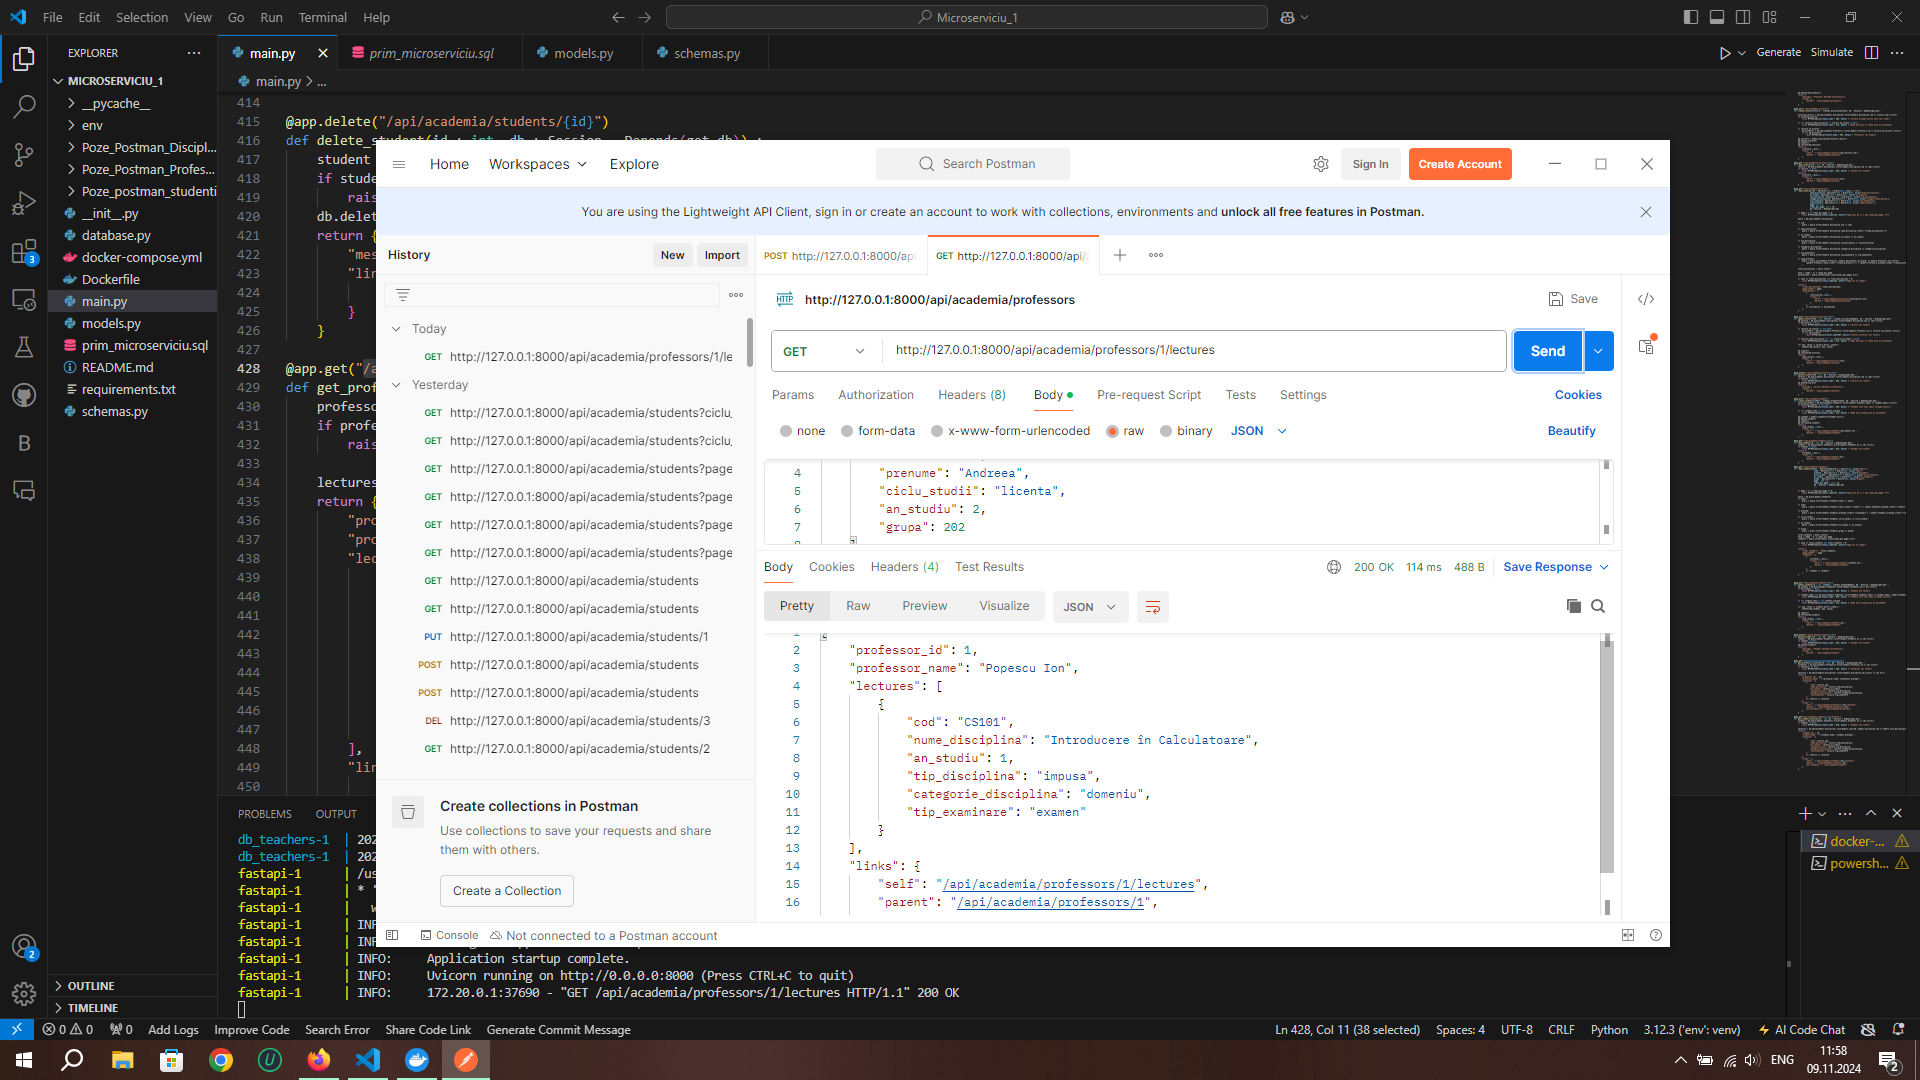 File Edit Selection View Go Run Terminal Help
Microserviciu_1
EXPLORER
main.py
prim_microserviciu.sql
models.py
schemas.py
Generate Simulate
MICROSERVICIU_1
main.py > ...
__pycache__
env
Poze_Postman_Discipl...
Poze_Postman_Profes...
Poze_postman_studenti
__init__.py
database.py
docker-compose.yml
Dockerfile
main.py
models.py
prim_microserviciu.sql
README.md
requirements.txt
schemas.py
OUTLINE
TIMELINE
414
415 @app.delete("/api/academia/students/{id}")
416
417 student
418 if stude
419 rais
420 db.delet
421 return {
422 "mes
423 "lin
424
425 }
426 }
427
428 @app.get("/a
429 def get_prof
430 professo
431 if profe
432 rais
433
434 lectures
435 return {
436 "pro
437 "pro
438 "lec
439
440
441
442
443
444
445
446
447
448 ],
449 "lin
450
Home Workspaces Explore
Search Postman
Sign In
Create Account
You are using the Lightweight API Client, sign in or create an account to work with collections, environments and unlock all free features in Postman.
History
New
Import
POST http://127.0.0.1:8000/api
GET http://127.0.0.1:8000/api/
Today
GET http://127.0.0.1:8000/api/academia/professors/1/le
Yesterday
GET http://127.0.0.1:8000/api/academia/students?ciclu_
GET http://127.0.0.1:8000/api/academia/students?ciclu_
GET http://127.0.0.1:8000/api/academia/students?page
GET http://127.0.0.1:8000/api/academia/students?page
GET http://127.0.0.1:8000/api/academia/students?page
GET http://127.0.0.1:8000/api/academia/students?page
GET http://127.0.0.1:8000/api/academia/students
GET http://127.0.0.1:8000/api/academia/students
PUT http://127.0.0.1:8000/api/academia/students/1
POST http://127.0.0.1:8000/api/academia/students
POST http://127.0.0.1:8000/api/academia/students
DEL http://127.0.0.1:8000/api/academia/students/3
GET http://127.0.0.1:8000/api/academia/students/2
Create collections in Postman
Use collections to save your requests and share
them with others.
Create a Collection
HTTP http://127.0.0.1:8000/api/academia/professors
Save
GET
http://127.0.0.1:8000/api/academia/professors/1/lectures
Send
Params Authorization Headers (8) Body Pre-request Script Tests Settings
Cookies
none form-data x-www-form-urlencoded raw binary JSON
Beautify
4 "prenume": "Andreea",
5 "ciclu_studii": "licenta",
6 "an_studiu": 2,
7 "grupa": 202
Body Cookies Headers (4) Test Results
200 OK 114 ms 488 B Save Response
Pretty Raw Preview Visualize JSON
2 "professor_id": 1,
3 "professor_name": "Popescu Ion",
4 "lectures": [
5 {
6 "cod": "CS101",
7 "nume_disciplina": "Introducere în Calculatoare",
8 "an_studiu": 1,
9 "tip_disciplina": "impusa",
10 "categorie_disciplina": "domeniu",
11 "tip_examinare": "examen"
12 }
13 ],
14 "links": {
15 "self": "/api/academia/professors/1/lectures",
16 "parent": "/api/academia/professors/1",
Console Not connected to a Postman account
PROBLEMS OUTPUT
db_teachers-1 | 202
db_teachers-1 | 202
fastapi-1 | /us
fastapi-1 | * '
fastapi-1 | w
fastapi-1 | INF
fastapi-1 | INF
fastapi-1 | INFO: Application startup complete.
fastapi-1 | INFO: Uvicorn running on http://0.0.0.0:8000 (Press CTRL+C to quit)
fastapi-1 | INFO: 172.20.0.1:37690 - "GET /api/academia/professors/1/lectures HTTP/1.1" 200 OK
docker-...
powersh...
0 0 0 Add Logs Improve Code Search Error Share Code Link Generate Commit Message
Ln 428, Col 11 (38 selected) Spaces: 4 UTF-8 CRLF Python 3.12.3 ('env': venv) AI Code Chat
ENG
11:58
09.11.2024
2